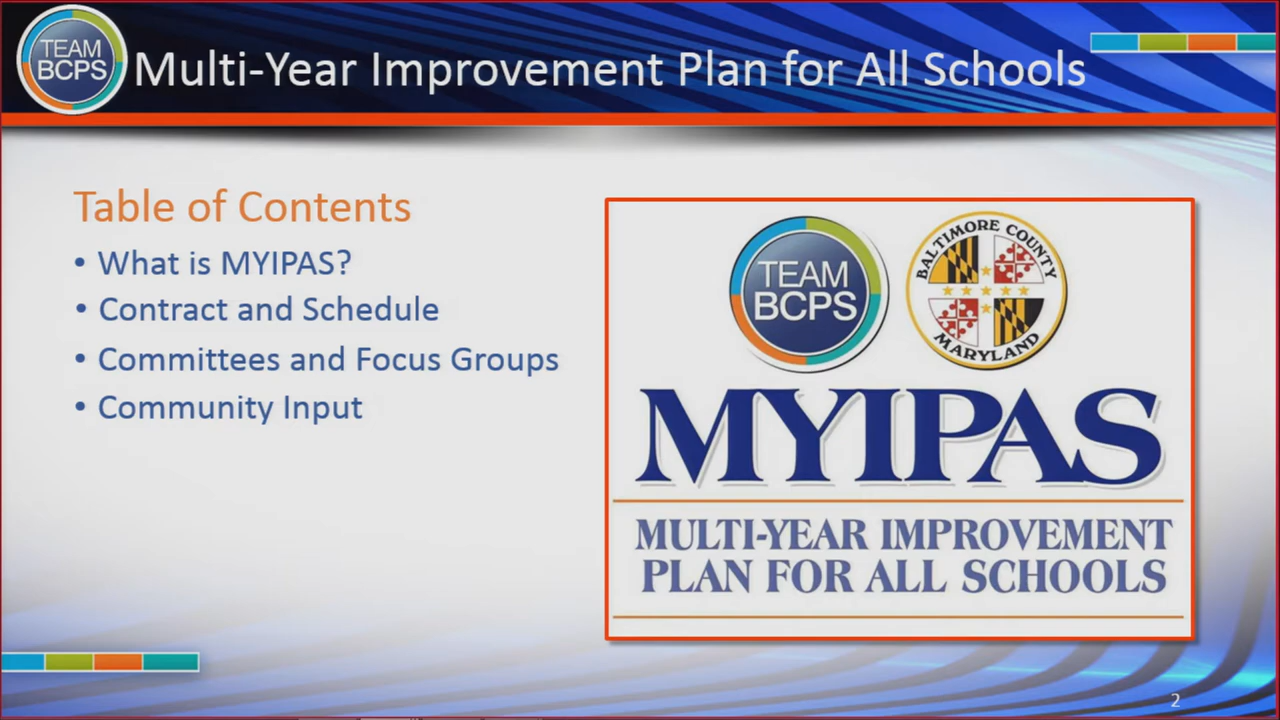 TEAM
BCPS
Multi-Year Improvement Plan for All Schools
Table of Contents
• What is MYIPAS?
• Contract and Schedule
• Committees and Focus Groups
• Community Input
TEAM
BCPS
BALTIMORE COUNTY
MARYLAND
MYIPAS
MULTI-YEAR IMPROVEMENT
PLAN FOR ALL SCHOOLS
2